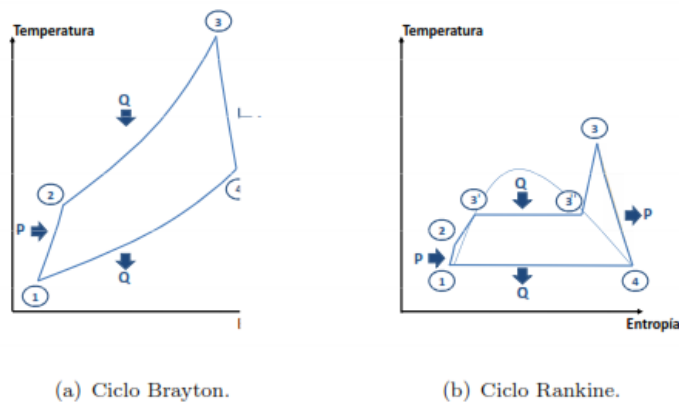 Temperatura
3
Q
2
P
4
Q
1
(a) Ciclo Brayton.
Temperatura
3
3'
Q
3''
P
2
P
1
Q
4
Entropía
(b) Ciclo Rankine.